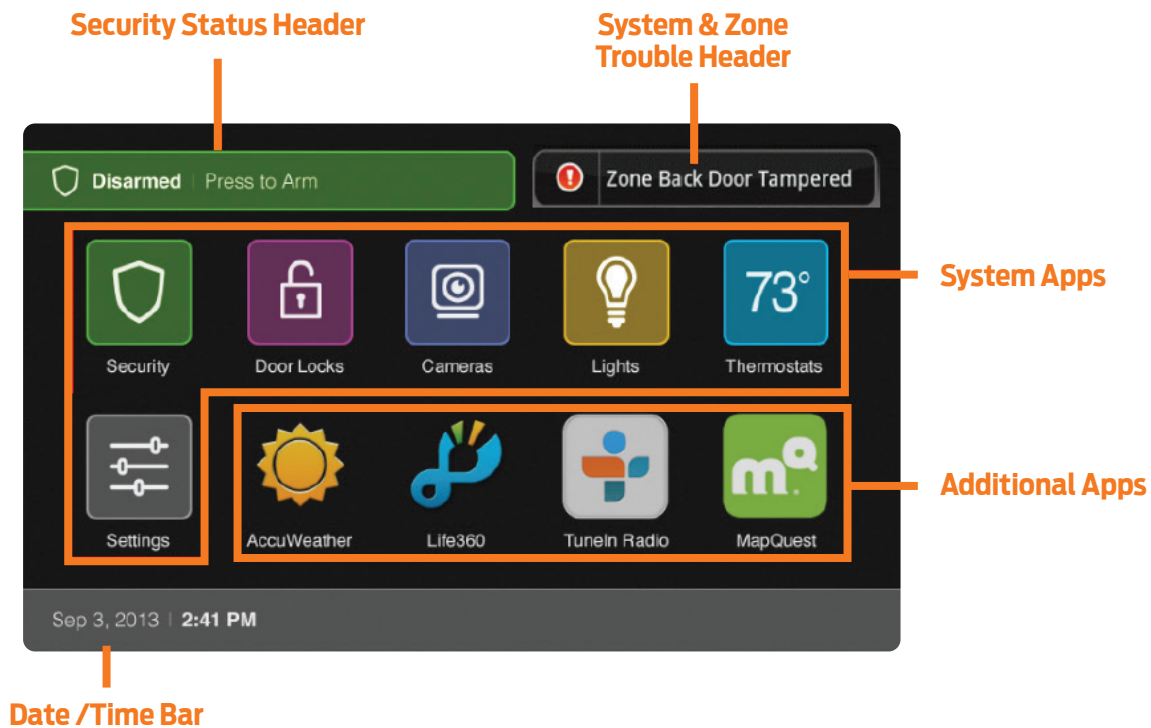 Security Status Header
System & Zone
Trouble Header
Disarmed | Press to Arm
Zone Back Door Tampered
73°
System Apps
Security
Door Locks
Cameras
Lights
Thermostats
mQ
Additional Apps
Settings
AccuWeather
Life360
TuneIn Radio
MapQuest
Sep 3, 2013 | 2:41 PM
Date /Time Bar